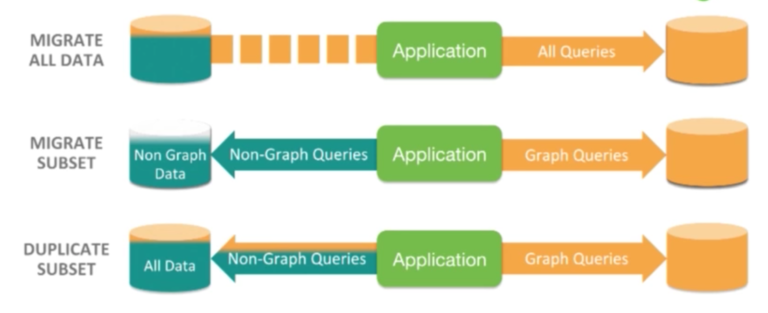 MIGRATE
ALL DATA
Application
All Queries
MIGRATE
SUBSET
Non Graph
Data
Non-Graph Queries
Application
Graph Queries
DUPLICATE
SUBSET
All Data
Non-Graph Queries
Application
Graph Queries